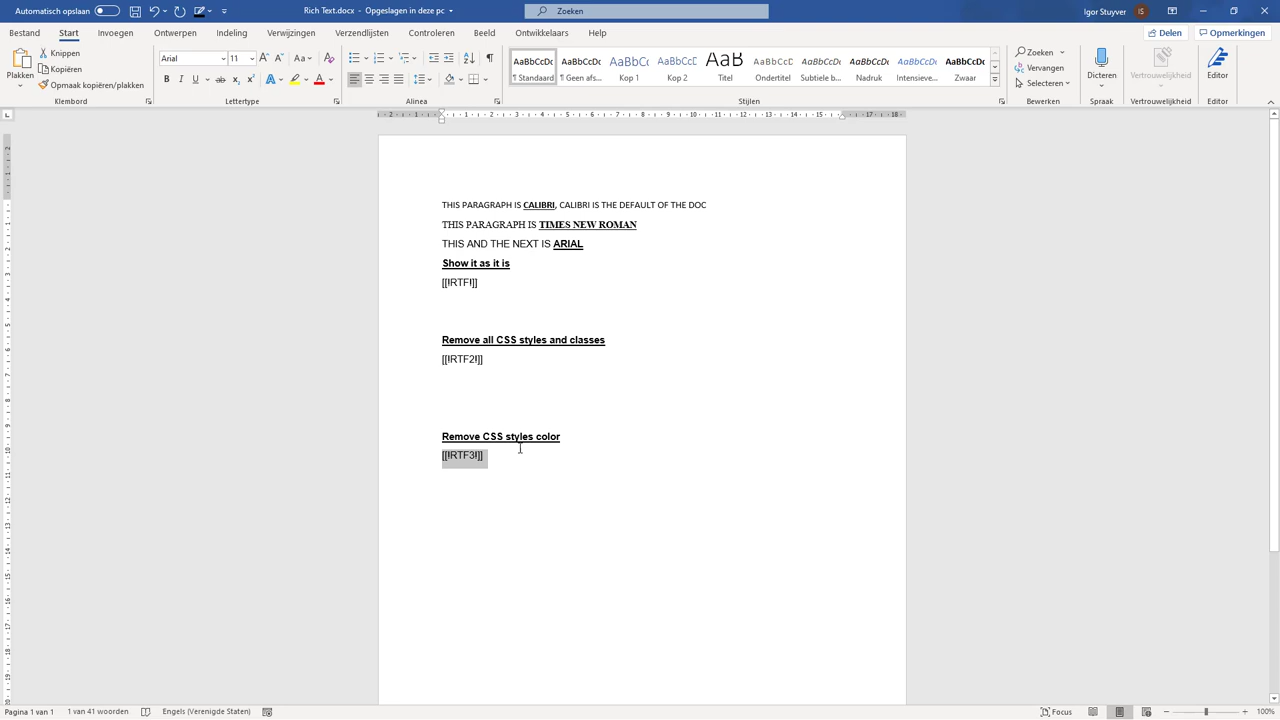 Automatisch opslaan
Rich Text.docx - Opgeslagen in deze pc
Zoeken
Igor Stuyver
IS
Bestand Start Invoegen Ontwerpen Indeling Verwijzingen Verzendlijsten Controleren Beeld Ontwikkelaars Help
Delen
Opmerkingen
Plakken
Knippen
Kopiëren
Opmaak kopiëren/plakken
Klembord
Arial
11
Lettertype
Alinea
AaBbCcDc AaBbCcDc AaBbCc AaBbCcC AaB AaBbCcC AaBbCcDc AaBbCcDc AaBbCcDc AaBbCcDc
¶ Standaard ¶ Geen afs... Kop 1 Kop 2 Titel Ondertitel Subtiele b... Nadruk Intensieve... Zwaar
Stijlen
Zoeken
Vervangen
Selecteren
Bewerken
Dicteren
Spraak
Vertrouwelijkheid
Vertrouwelijkheid
Editor
Editor
THIS PARAGRAPH IS CALIBRI, CALIBRI IS THE DEFAULT OF THE DOC
THIS PARAGRAPH IS TIMES NEW ROMAN
THIS AND THE NEXT IS ARIAL
Show it as it is
[[!RTF!]]
Remove all CSS styles and classes
[[!RTF2!]]
Remove CSS styles color
[[!RTF3!]]
Pagina 1 van 1
1 van 41 woorden
Engels (Verenigde Staten)
Focus
100%